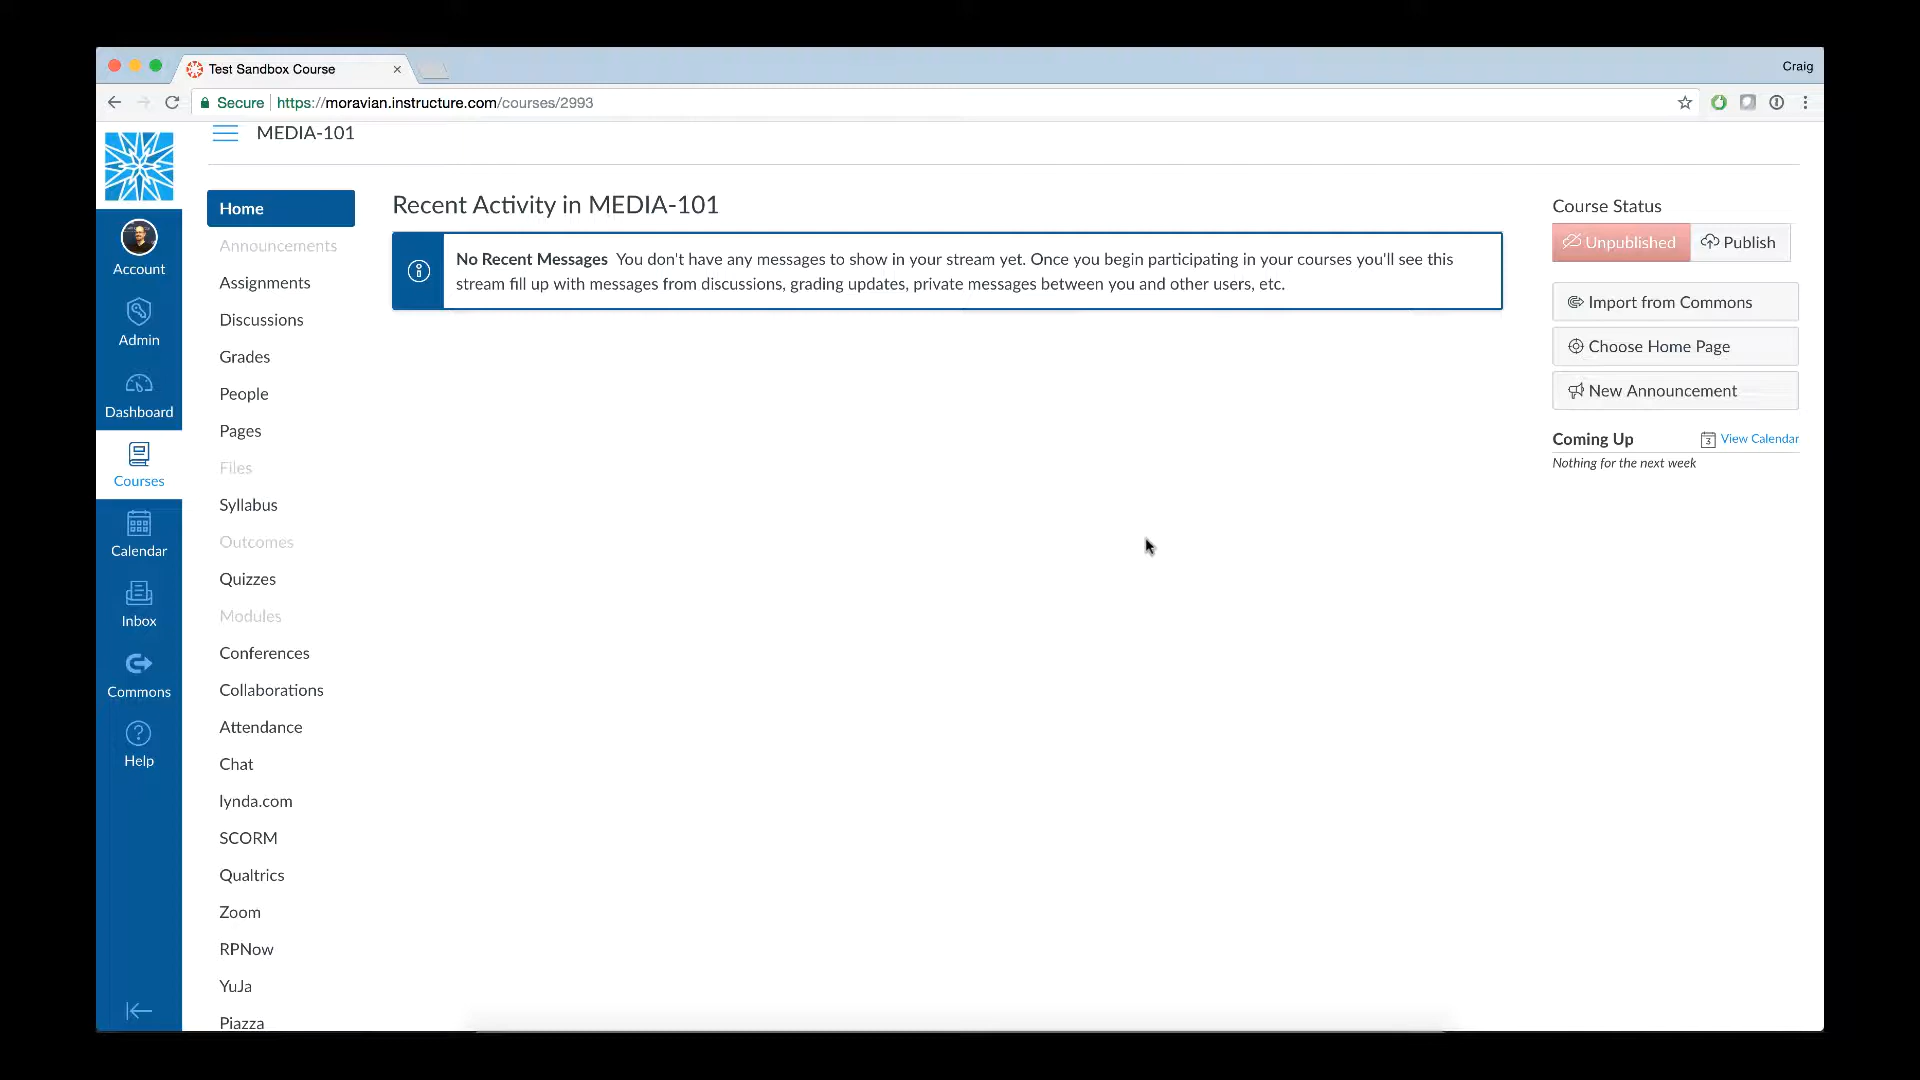 Test Sandbox Course
Craig
Secure | https://moravian.instructure.com/courses/2993
MEDIA-101
Account
Admin
Dashboard
Courses
Calendar
Inbox
Commons
Help
Home
Announcements
Assignments
Discussions
Grades
People
Pages
Files
Syllabus
Outcomes
Quizzes
Modules
Conferences
Collaborations
Attendance
Chat
lynda.com
SCORM
Qualtrics
Zoom
RPNow
YuJa
Piazza
Recent Activity in MEDIA-101
No Recent Messages You don't have any messages to show in your stream yet. Once you begin participating in your courses you'll see this
stream fill up with messages from discussions, grading updates, private messages between you and other users, etc.
Course Status
Unpublished Publish
Import from Commons
Choose Home Page
New Announcement
Coming Up 3 View Calendar
Nothing for the next week